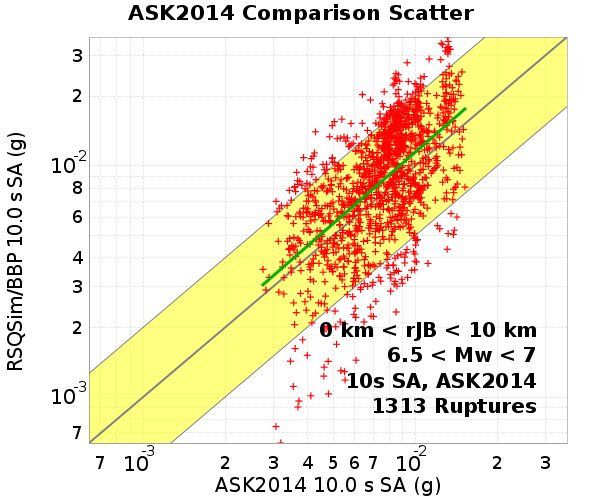 ASK2014 Comparison Scatter
RSQSim/BBP 10.0 s SA (g)
3
2
10^-2
8
6
4
3
2
10^-3
7
0 km < rJB < 10 km
6.5 < Mw < 7
10s SA, ASK2014
1313 Ruptures
7 10^-3 2 3 4 5 6 7 10^-2 2 3
ASK2014 10.0 s SA (g)